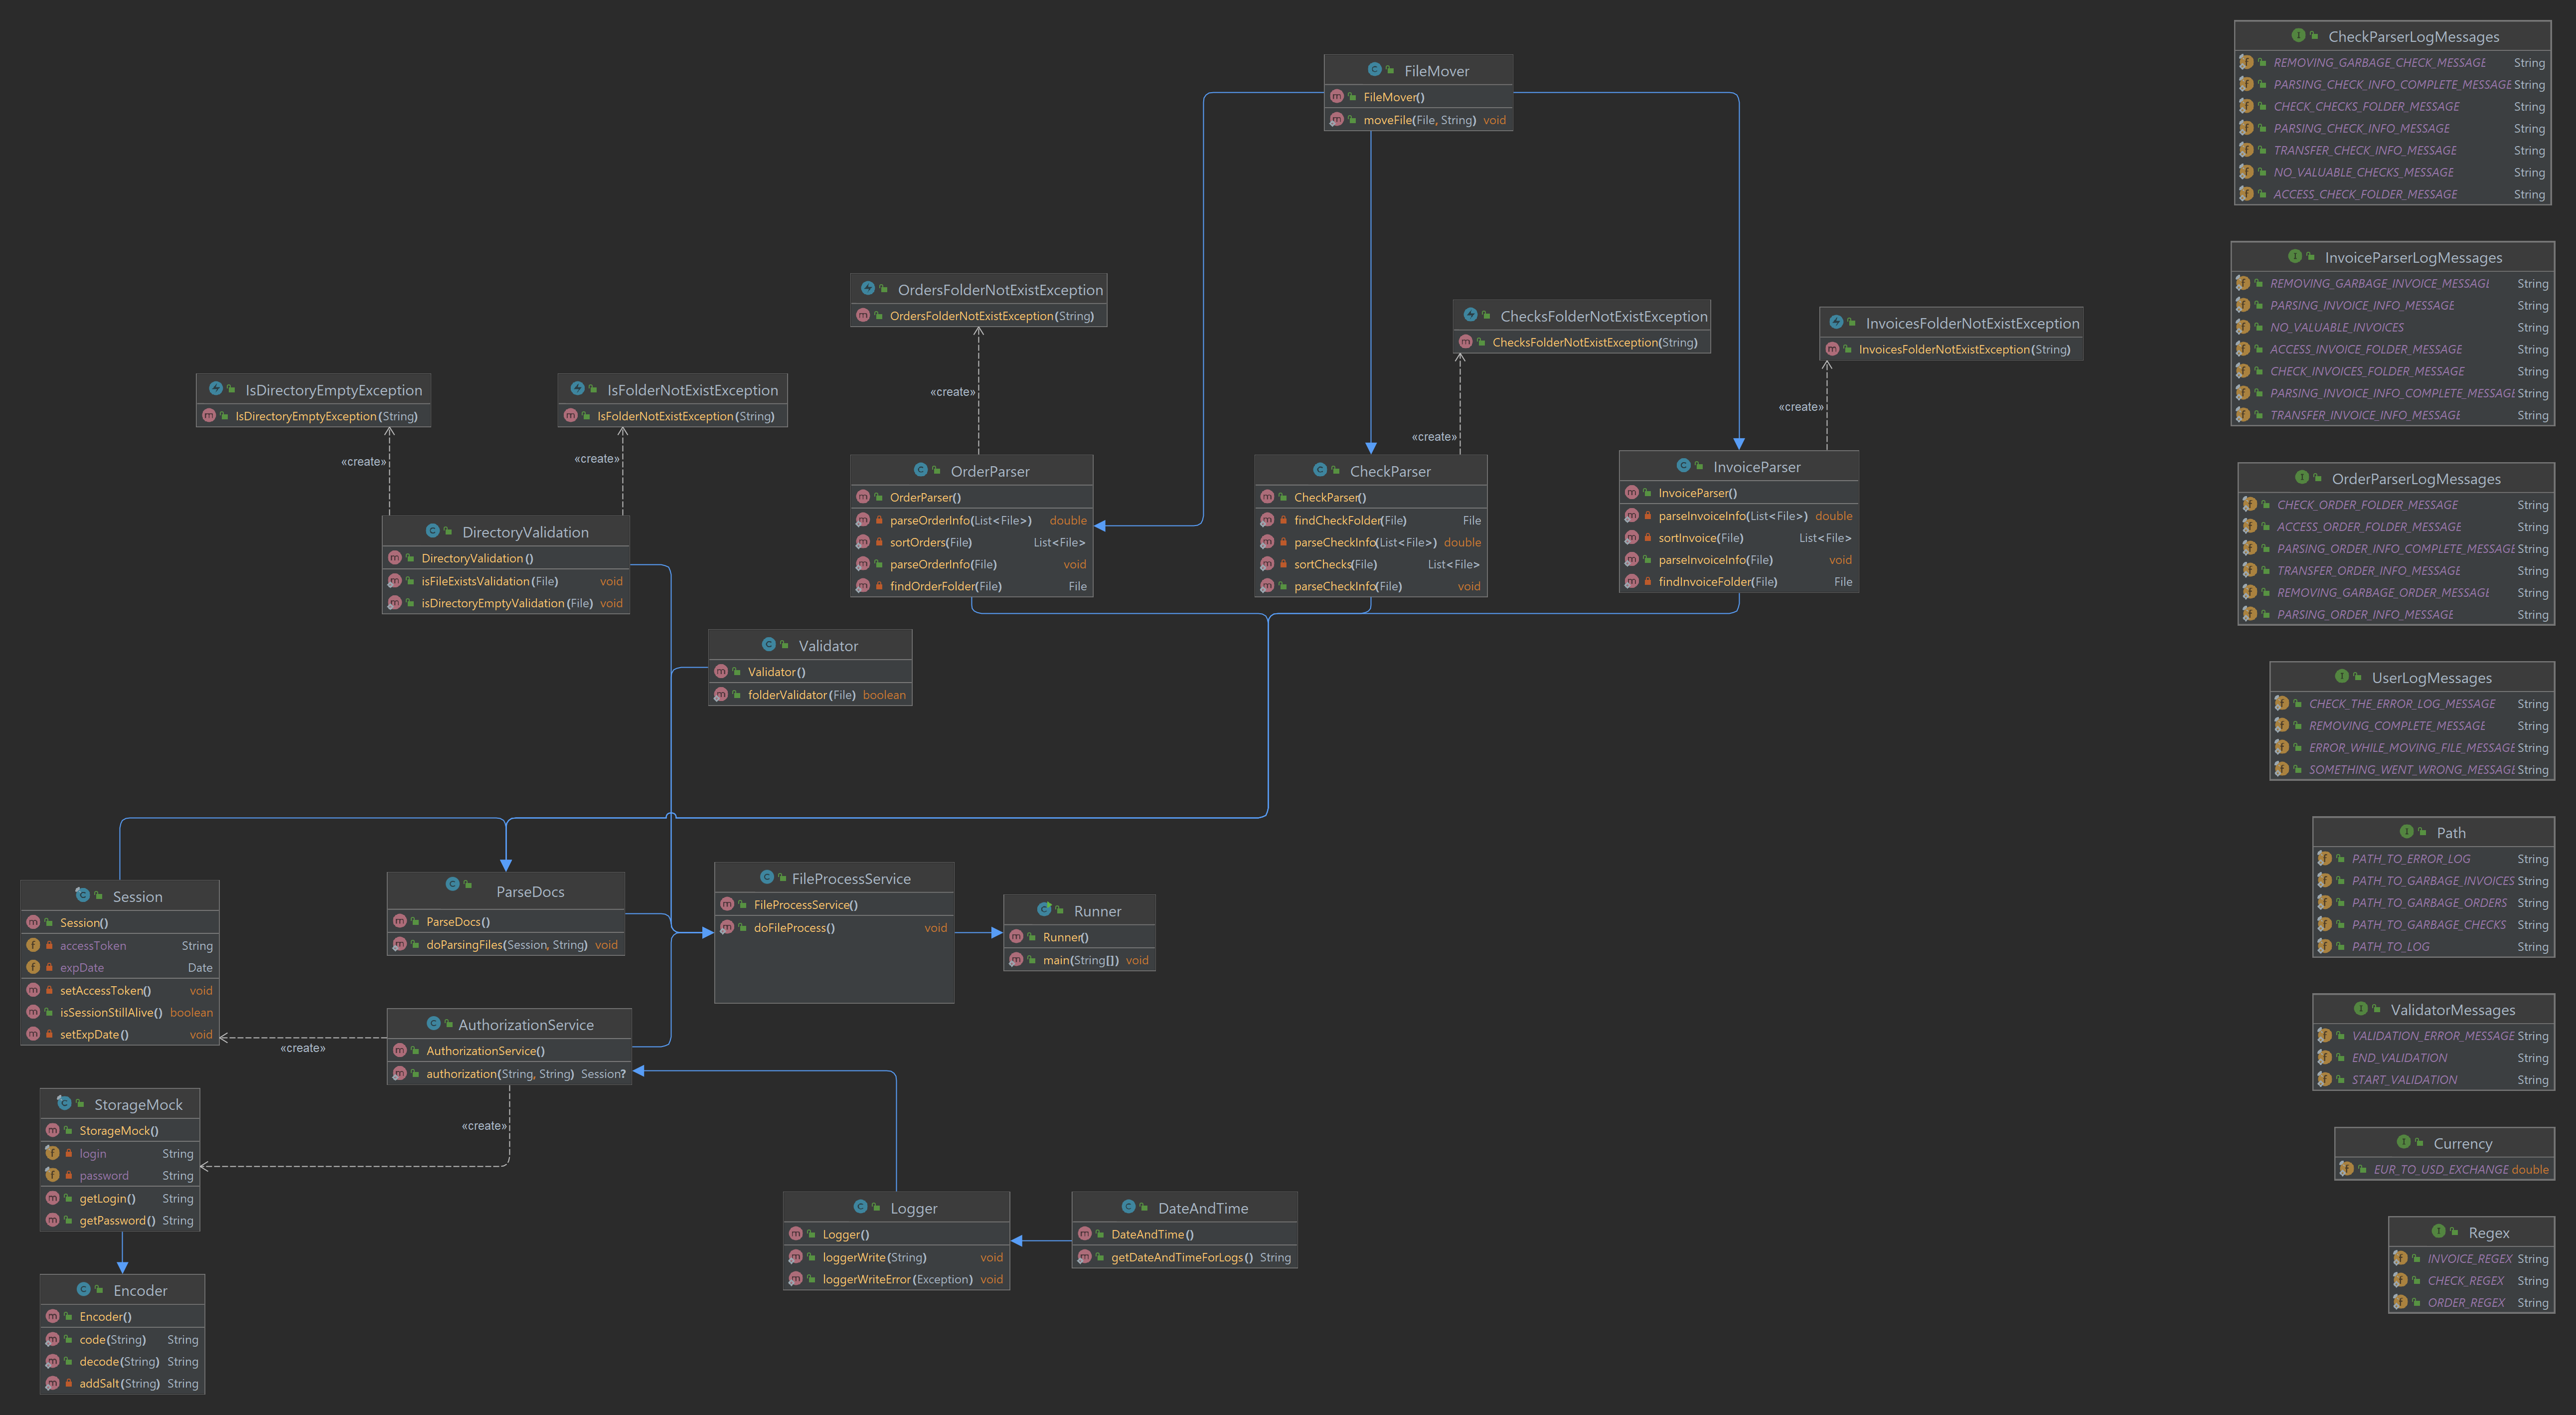 FileMover
FileMover()
moveFile(File, String) void
OrdersFolderNotExistException
OrdersFolderNotExistException(String)
ChecksFolderNotExistException
ChecksFolderNotExistException(String)
InvoicesFolderNotExistException
InvoicesFolderNotExistException(String)
IsDirectoryEmptyException
IsDirectoryEmptyException(String)
IsFolderNotExistException
IsFolderNotExistException(String)
«create»
«create»
«create»
«create»
«create»
OrderParser
OrderParser()
parseOrderInfo(List<File>) double
sortOrders(File) List<File>
parseOrderInfo(File) void
findOrderFolder(File) File
CheckParser
CheckParser()
findCheckFolder(File) File
parseCheckInfo(List<File>) double
sortChecks(File) List<File>
parseCheckInfo(File) void
InvoiceParser
InvoiceParser()
parseInvoiceInfo(List<File>) double
sortInvoice(File) List<File>
parseInvoiceInfo(File) void
findInvoiceFolder(File) File
DirectoryValidation
DirectoryValidation()
isFileExistsValidation(File) void
isDirectoryEmptyValidation(File) void
Validator
Validator()
folderValidator(File) boolean
Session
Session()
accessToken String
expDate Date
setAccessToken() void
isSessionStillAlive() boolean
setExpDate() void
ParseDocs
ParseDocs()
doParsingFiles(Session, String) void
FileProcessService
FileProcessService()
doFileProcess() void
Runner
Runner()
main(String[]) void
AuthorizationService
AuthorizationService()
authorization(String, String) Session?
«create»
«create»
StorageMock
StorageMock()
login String
password String
getLogin() String
getPassword() String
Encoder
Encoder()
code(String) String
decode(String) String
addSalt(String) String
Logger
Logger()
loggerWrite(String) void
loggerWriteError(Exception) void
DateAndTime
DateAndTime()
getDateAndTimeForLogs() String
CheckParserLogMessages
REMOVING_GARBAGE_CHECK_MESSAGE String
PARSING_CHECK_INFO_COMPLETE_MESSAGE String
CHECK_CHECKS_FOLDER_MESSAGE String
PARSING_CHECK_INFO_MESSAGE String
TRANSFER_CHECK_INFO_MESSAGE String
NO_VALUABLE_CHECKS_MESSAGE String
ACCESS_CHECK_FOLDER_MESSAGE String
InvoiceParserLogMessages
REMOVING_GARBAGE_INVOICE_MESSAGE String
PARSING_INVOICE_INFO_MESSAGE String
NO_VALUABLE_INVOICES String
ACCESS_INVOICE_FOLDER_MESSAGE String
CHECK_INVOICES_FOLDER_MESSAGE String
PARSING_INVOICE_INFO_COMPLETE_MESSAGE String
TRANSFER_INVOICE_INFO_MESSAGE String
OrderParserLogMessages
CHECK_ORDER_FOLDER_MESSAGE String
ACCESS_ORDER_FOLDER_MESSAGE String
PARSING_ORDER_INFO_COMPLETE_MESSAGE String
TRANSFER_ORDER_INFO_MESSAGE String
REMOVING_GARBAGE_ORDER_MESSAGE String
PARSING_ORDER_INFO_MESSAGE String
UserLogMessages
CHECK_THE_ERROR_LOG_MESSAGE String
REMOVING_COMPLETE_MESSAGE String
ERROR_WHILE_MOVING_FILE_MESSAGE String
SOMETHING_WENT_WRONG_MESSAGE String
Path
PATH_TO_ERROR_LOG String
PATH_TO_GARBAGE_INVOICES String
PATH_TO_GARBAGE_ORDERS String
PATH_TO_GARBAGE_CHECKS String
PATH_TO_LOG String
ValidatorMessages
VALIDATION_ERROR_MESSAGE String
END_VALIDATION String
START_VALIDATION String
Currency
EUR_TO_USD_EXCHANGE double
Regex
INVOICE_REGEX String
CHECK_REGEX String
ORDER_REGEX String